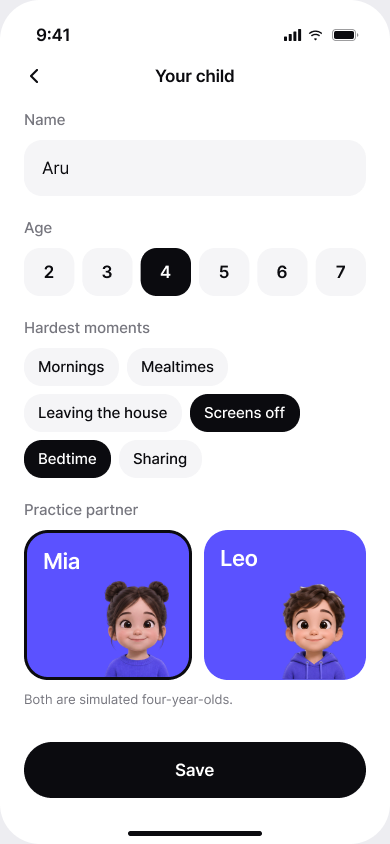 9:41
Your child
Name
Aru
Age
2 3 4 5 6 7
Hardest moments
Mornings Mealtimes
Leaving the house Screens off
Bedtime Sharing
Practice partner
Mia Leo
Both are simulated four-year-olds.
Save